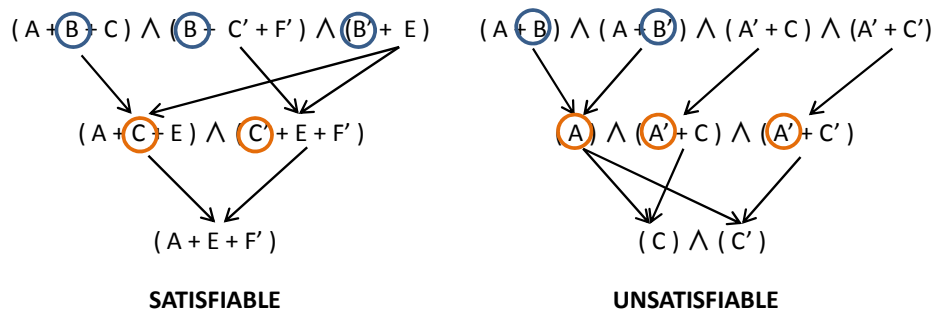 ( A + B + C ) ∧ ( B + C' + F' ) ∧ ( B' + E )
( A + B ) ∧ ( A + B' ) ∧ ( A' + C ) ∧ ( A' + C' )
( A + C + E ) ∧ ( C' + E + F' )
( A ) ∧ ( A' + C ) ∧ ( A' + C' )
( A + E + F' )
( C ) ∧ ( C' )
SATISFIABLE
UNSATISFIABLE